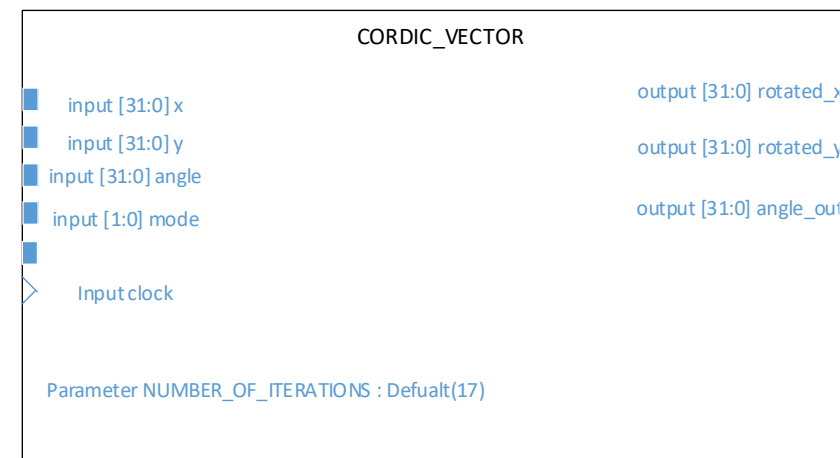 CORDIC_VECTOR
input [31:0] x
output [31:0] rotated_x
input [31:0] y
output [31:0] rotated_y
input [31:0] angle
input [1:0] mode
output [31:0] angle_out
Input clock
Parameter NUMBER_OF_ITERATIONS : Defualt(17)